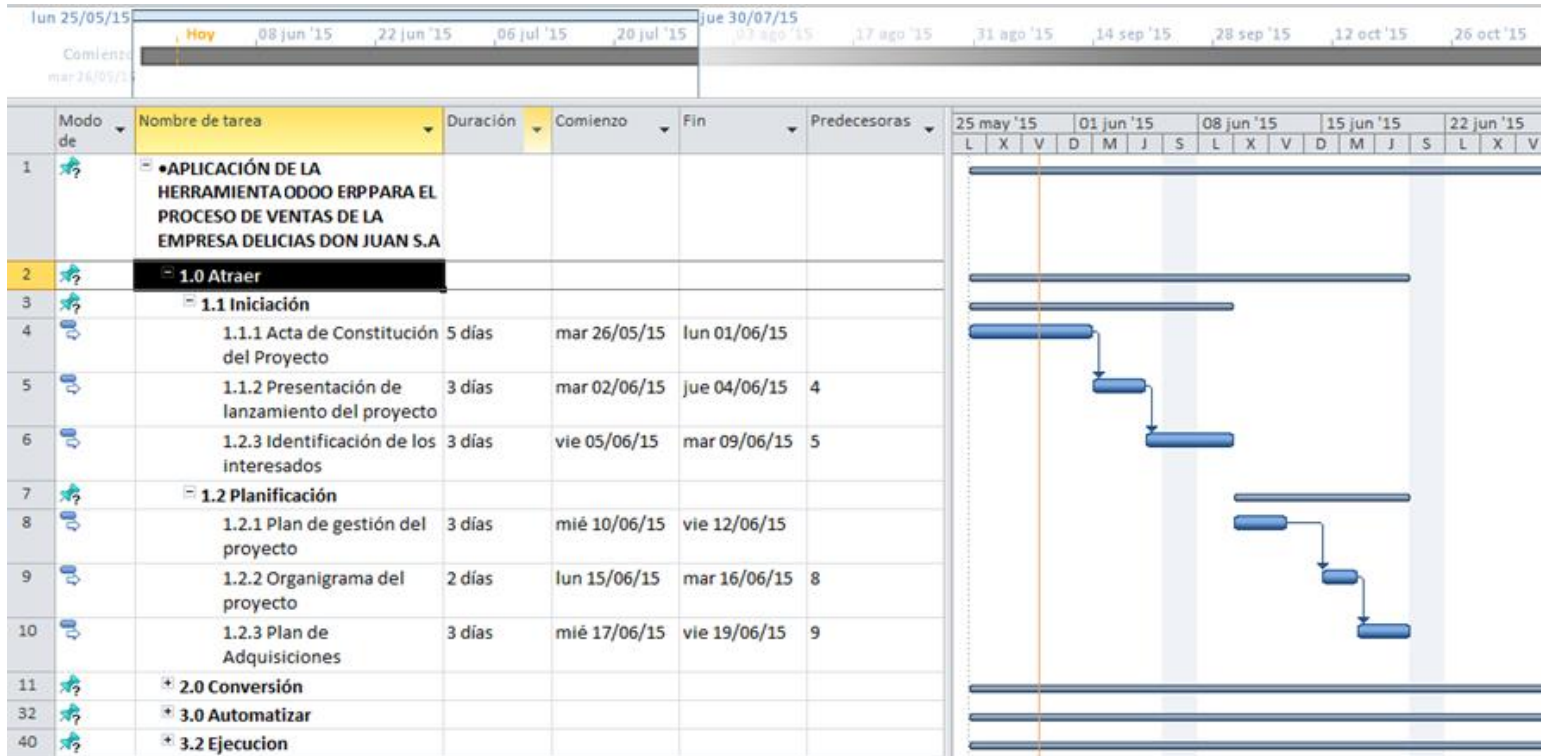 lun 25/05/15 jue 30/07/15
Hoy 08 jun '15 22 jun '15 06 jul '15 20 jul '15 03 ago '15 17 ago '15 31 ago '15 14 sep '15 28 sep '15 12 oct '15 26 oct '15
Comienzo
mar 26/05/15
Modo Nombre de tarea Duración Comienzo Fin Predecesoras 25 may '15 01 jun '15 08 jun '15 15 jun '15 22 jun '15
de L X V D M J S L X V D M J S L X V
1 •APLICACIÓN DE LA
HERRAMIENTA ODOO ERP PARA EL
PROCESO DE VENTAS DE LA
EMPRESA DELICIAS DON JUAN S.A
2 1.0 Atraer
3 1.1 Iniciación
4 1.1.1 Acta de Constitución 5 días mar 26/05/15 lun 01/06/15
del Proyecto
5 1.1.2 Presentación de 3 días mar 02/06/15 jue 04/06/15 4
lanzamiento del proyecto
6 1.2.3 Identificación de los 3 días vie 05/06/15 mar 09/06/15 5
interesados
7 1.2 Planificación
8 1.2.1 Plan de gestión del 3 días mié 10/06/15 vie 12/06/15
proyecto
9 1.2.2 Organigrama del 2 días lun 15/06/15 mar 16/06/15 8
proyecto
10 1.2.3 Plan de 3 días mié 17/06/15 vie 19/06/15 9
Adquisiciones
11 2.0 Conversión
32 3.0 Automatizar
40 3.2 Ejecucion